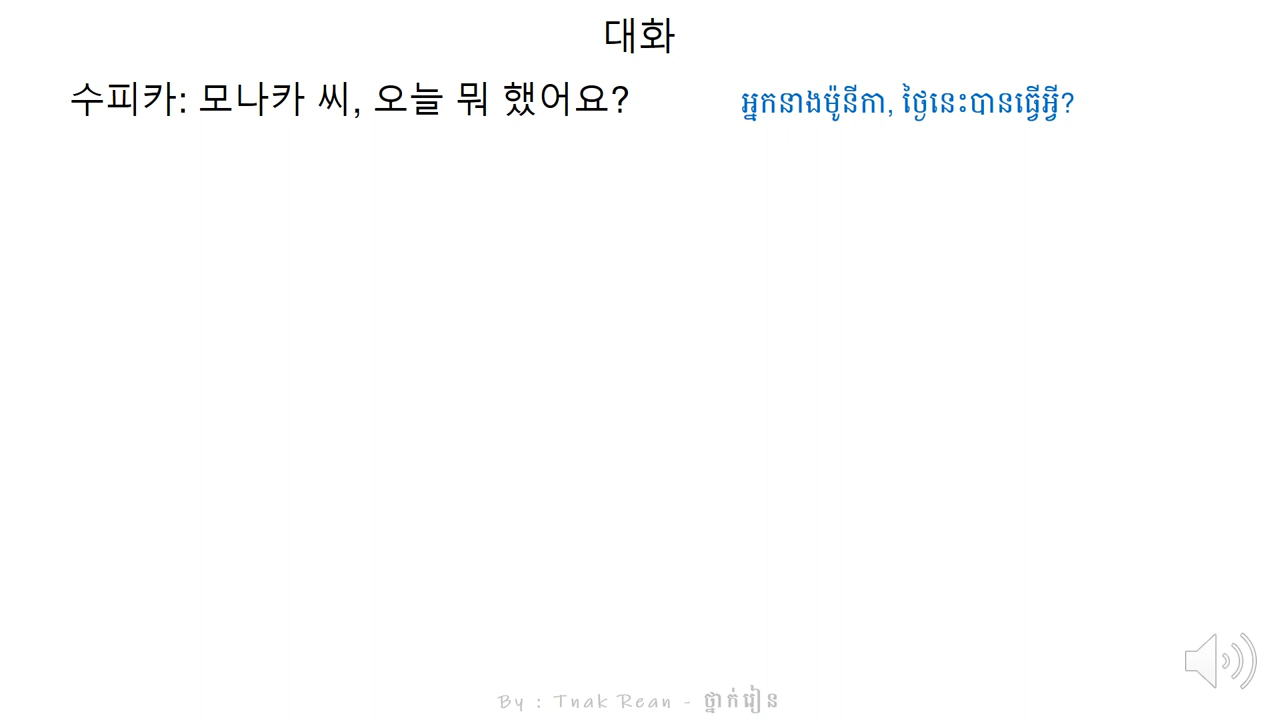 대화
수피카: 모나카 씨, 오늘 뭐 했어요? អ្នកនាងម៉ូនីកា, ថ្ងៃនេះបានធ្វើអ្វី?
By : Tnak Rean - ថ្នាក់រៀន